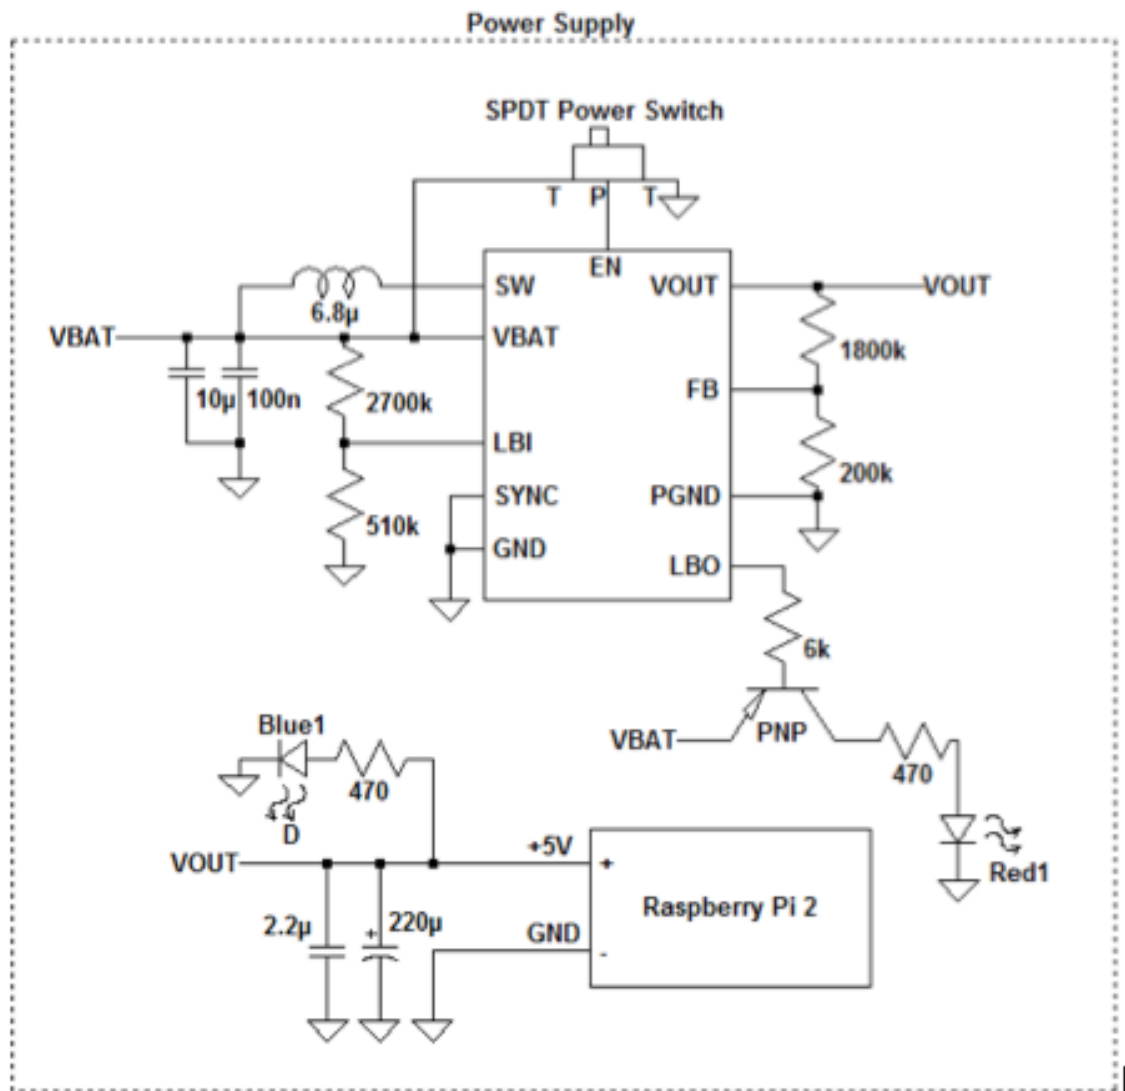 Power Supply
SPDT Power Switch
T P T
EN
SW VOUT VOUT
6.8µ
VBAT VBAT
1800k
FB
10µ 100n 2700k
LBI
200k
SYNC PGND
510k
GND
LBO
6k
Blue1
VBAT PNP
470
470
D
+5V +
VOUT
Red1
Raspberry Pi 2
2.2µ + 220µ
GND -